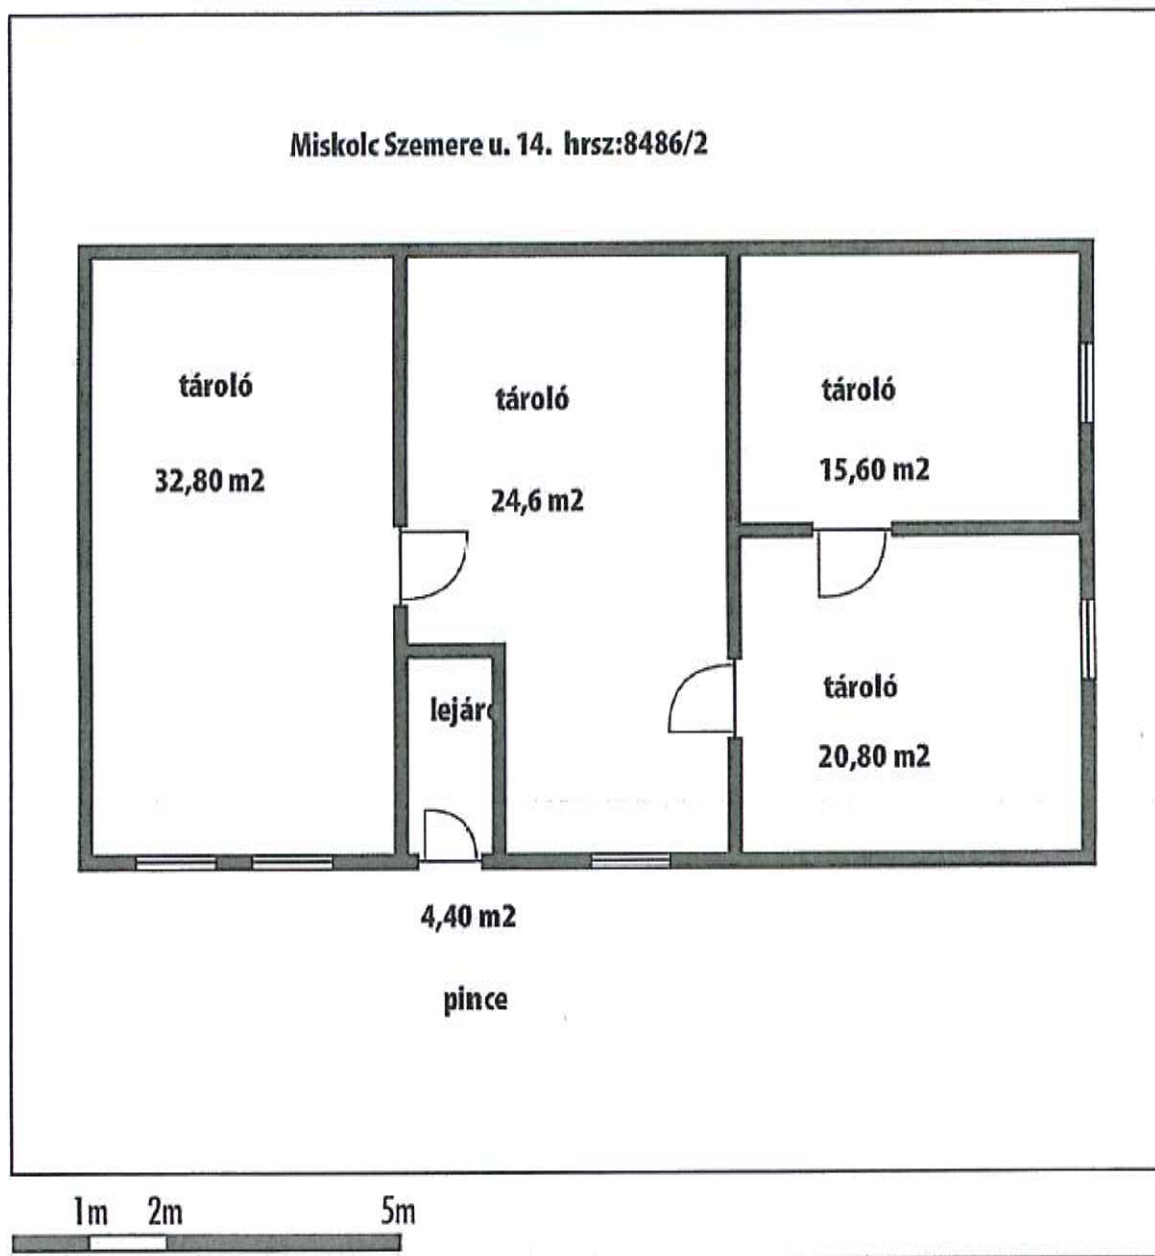 Miskolc Szemere u. 14. hrsz:8486/2
tároló
32,80 m2
tároló
24,6 m2
tároló
15,60 m2
tároló
20,80 m2
lejáró
4,40 m2
pince
1m 2m 5m